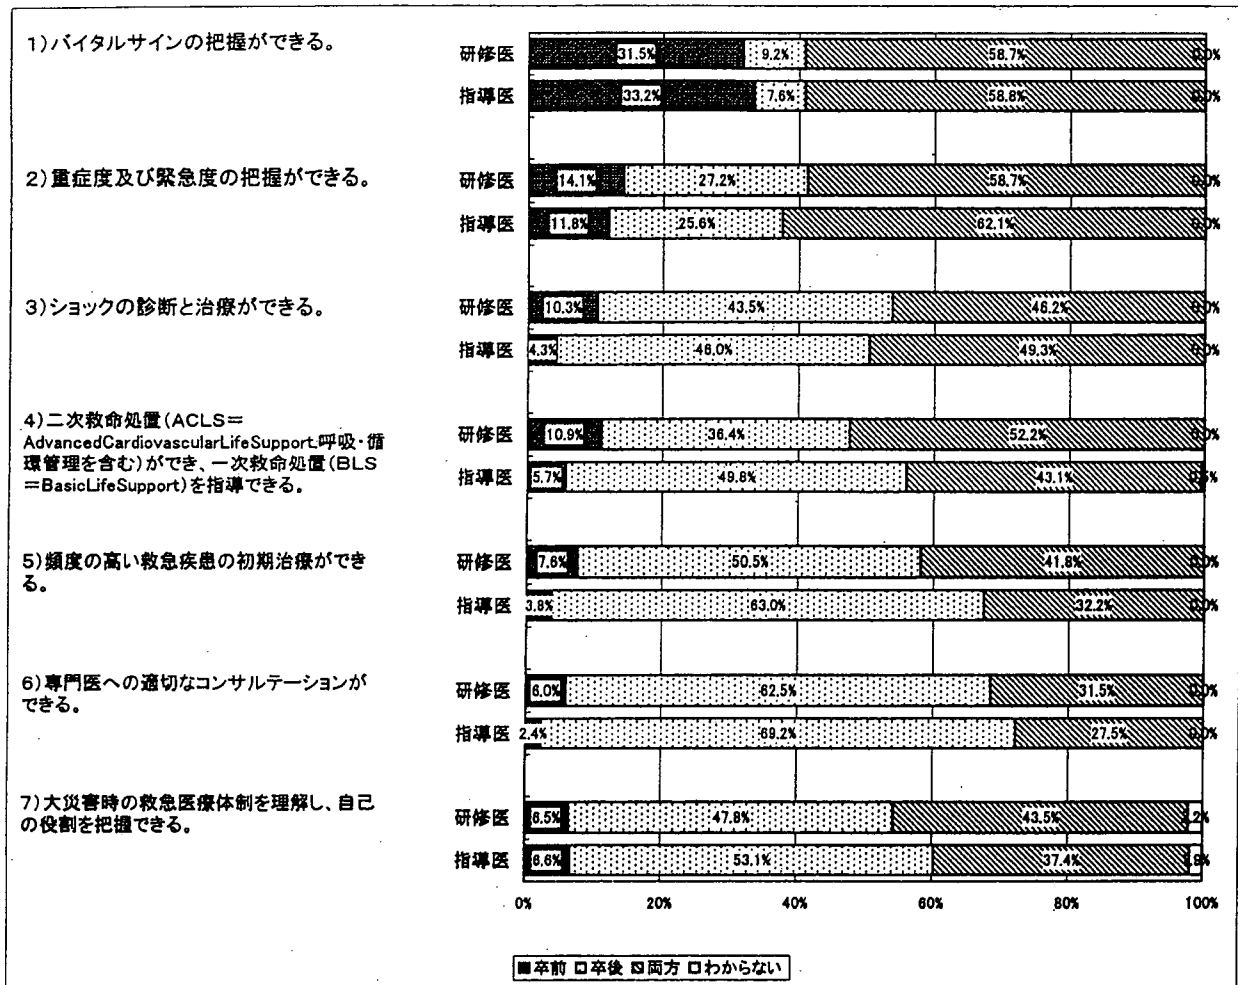 1)バイタルサインの把握ができる。
研修医 31.5% 9.2% 58.7% 0.0%
指導医 33.2% 7.6% 58.8% 0.0%
2)重症度及び緊急度の把握ができる。
研修医 14.1% 27.2% 58.7% 0.0%
指導医 11.8% 25.6% 62.1% 0.0%
3)ショックの診断と治療ができる。
研修医 10.3% 43.5% 46.2% 0.0%
指導医 4.3% 46.0% 49.3% 0.0%
4)二次救命処置(ACLS=
AdvancedCardiovascularLifeSupport、呼吸・循
環管理を含む)ができ、一次救命処置(BLS
=BasicLifeSupport)を指導できる。
研修医 10.9% 36.4% 52.2% 0.0%
指導医 5.7% 49.8% 43.1%
5)頻度の高い救急疾患の初期治療ができ
る。
研修医 7.6% 50.5% 41.8% 0.0%
指導医 3.8% 63.0% 32.2% 0.0%
6)専門医への適切なコンサルテーションが
できる。
研修医 6.0% 62.5% 31.5% 0.0%
指導医 2.4% 69.2% 27.5% 0.0%
7)大災害時の救急医療体制を理解し、自己
の役割を把握できる。
研修医 6.5% 47.8% 43.5%
指導医 6.6% 53.1% 37.4%
0% 20% 40% 60% 80% 100%
卒前 卒後 両方 わからない